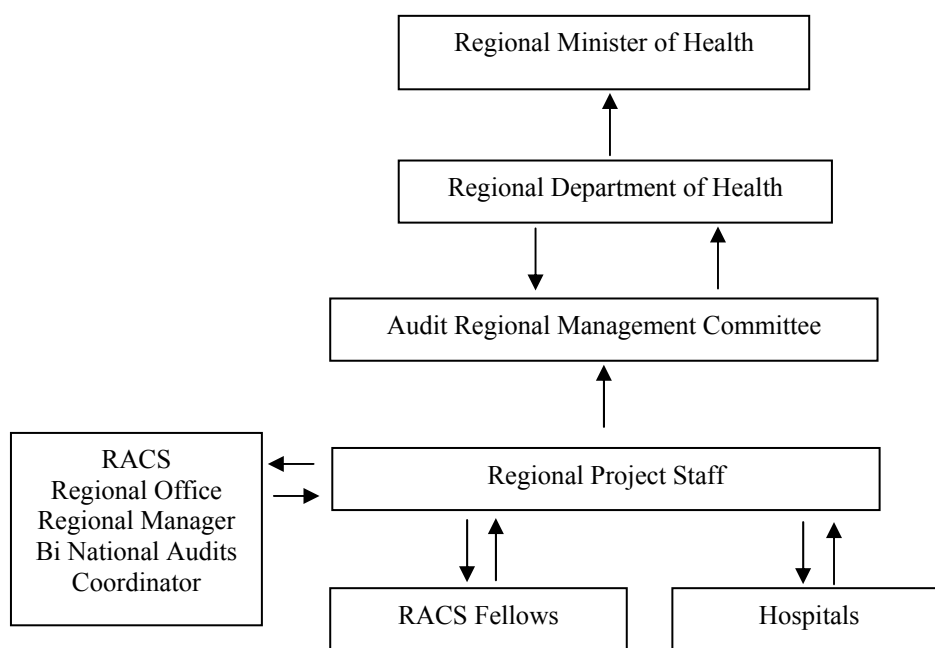 Regional Minister of Health
Regional Department of Health
Audit Regional Management Committee
RACS
Regional Office
Regional Manager
Bi National Audits
Coordinator
Regional Project Staff
RACS Fellows
Hospitals